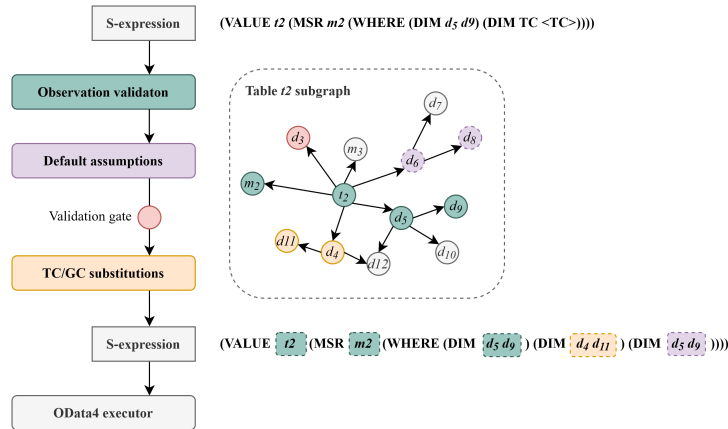 S-expression
(VALUE t2 (MSR m2 (WHERE (DIM d5 d9) (DIM TC <TC>))))
Observation validaton
Table t2 subgraph
d7
d3
m3
d8
d6
Default assumptions
m2
t2
d9
d5
Validation gate
d11
d4
d12
d10
TC/GC substitutions
S-expression
(VALUE t2 (MSR m2 (WHERE (DIM d5 d9 ) (DIM d4 d11 ) (DIM d5 d9 ))))
OData4 executor